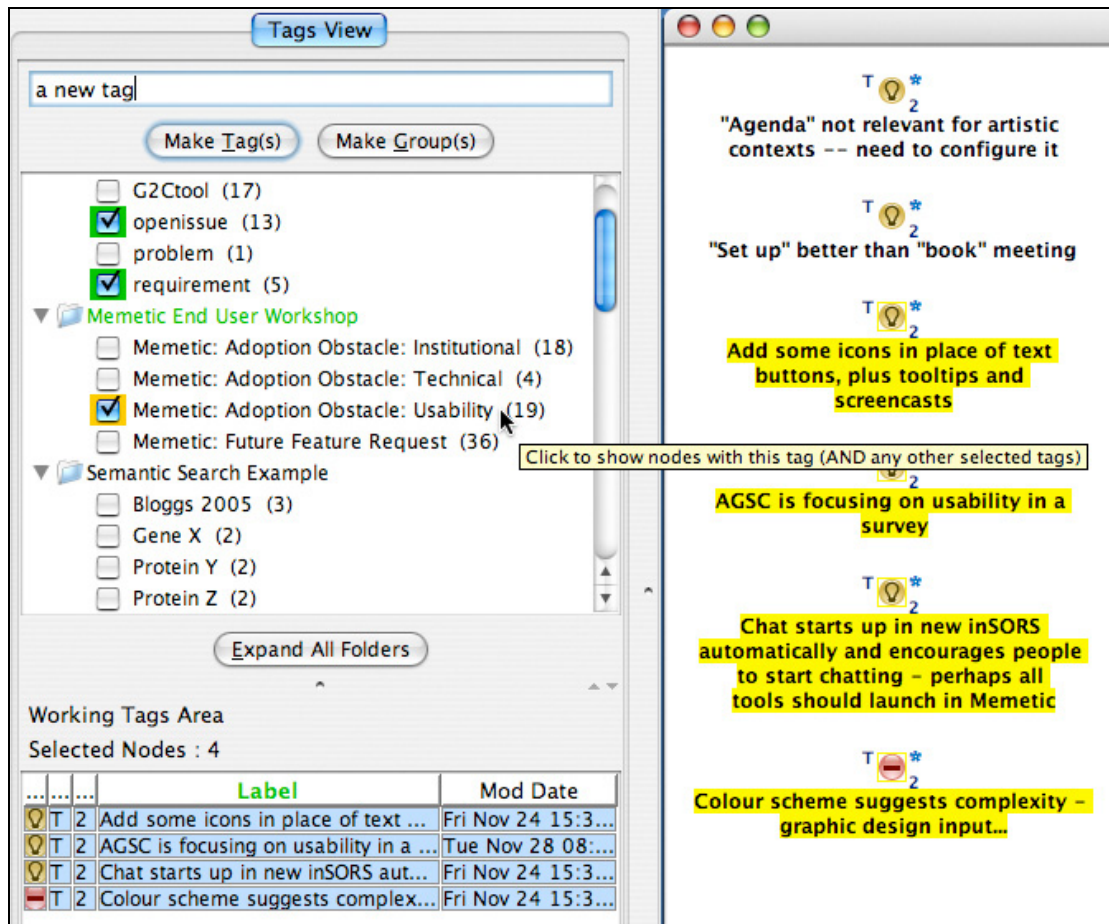 Tags View
a new tag
Make Tag(s) Make Group(s)
G2Ctool (17)
openissue (13)
problem (1)
requirement (5)
Memetic End User Workshop
Memetic: Adoption Obstacle: Institutional (18)
Memetic: Adoption Obstacle: Technical (4)
Memetic: Adoption Obstacle: Usability (19)
Memetic: Future Feature Request (36)
Click to show nodes with this tag (AND any other selected tags)
Semantic Search Example
Bloggs 2005 (3)
Gene X (2)
Protein Y (2)
Protein Z (2)
Expand All Folders
Working Tags Area
Selected Nodes : 4
... ... ... Label Mod Date
T 2 Add some icons in place of text ... Fri Nov 24 15:3...
T 2 AGSC is focusing on usability in a ... Tue Nov 28 08:...
T 2 Chat starts up in new inSORS aut... Fri Nov 24 15:3...
T 2 Colour scheme suggests complex... Fri Nov 24 15:3...
T * 2
"Agenda" not relevant for artistic
contexts -- need to configure it
T * 2
"Set up" better than "book" meeting
T * 2
Add some icons in place of text
buttons, plus tooltips and
screencasts
2
AGSC is focusing on usability in a
survey
T * 2
Chat starts up in new inSORS
automatically and encourages people
to start chatting – perhaps all
tools should launch in Memetic
T * 2
Colour scheme suggests complexity –
graphic design input...